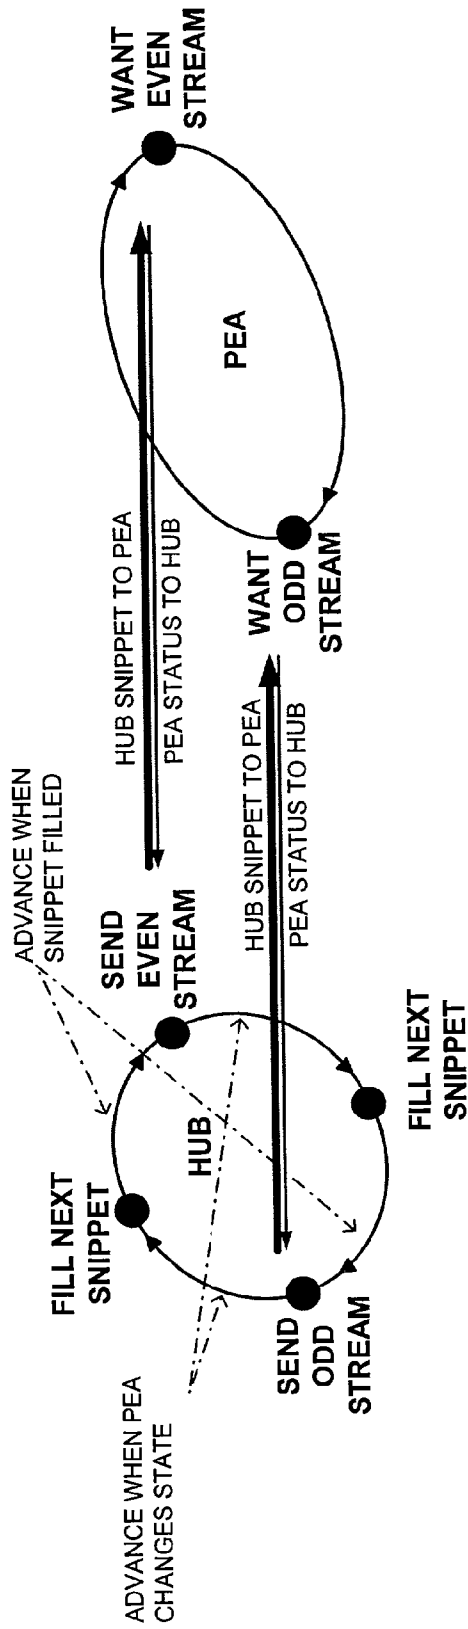 ADVANCE WHEN PEA
CHANGES STATE
FILL NEXT
SNIPPET
SEND
ODD
STREAM
HUB
ADVANCE WHEN
SNIPPET FILLED
SEND
EVEN
STREAM
FILL NEXT
SNIPPET
HUB SNIPPET TO PEA
PEA STATUS TO HUB
HUB SNIPPET TO PEA
PEA STATUS TO HUB
WANT
ODD
STREAM
PEA
WANT
EVEN
STREAM